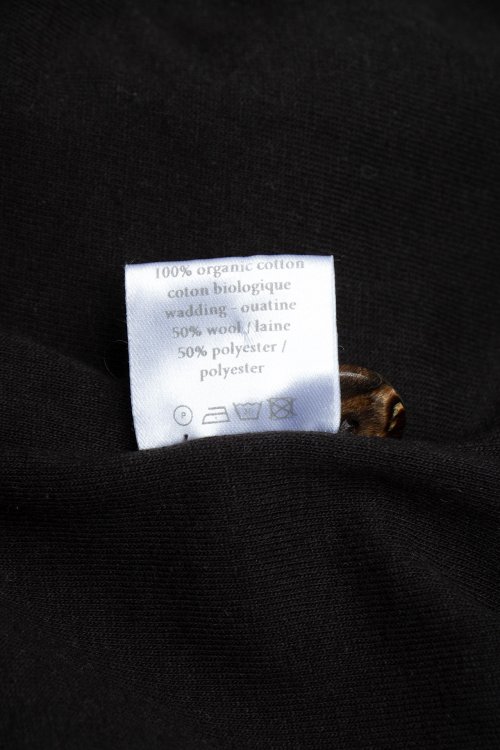 100% organic cotton
coton biologique
wadding - ouatine
50% wool / laine
50% polyester /
polyester
P